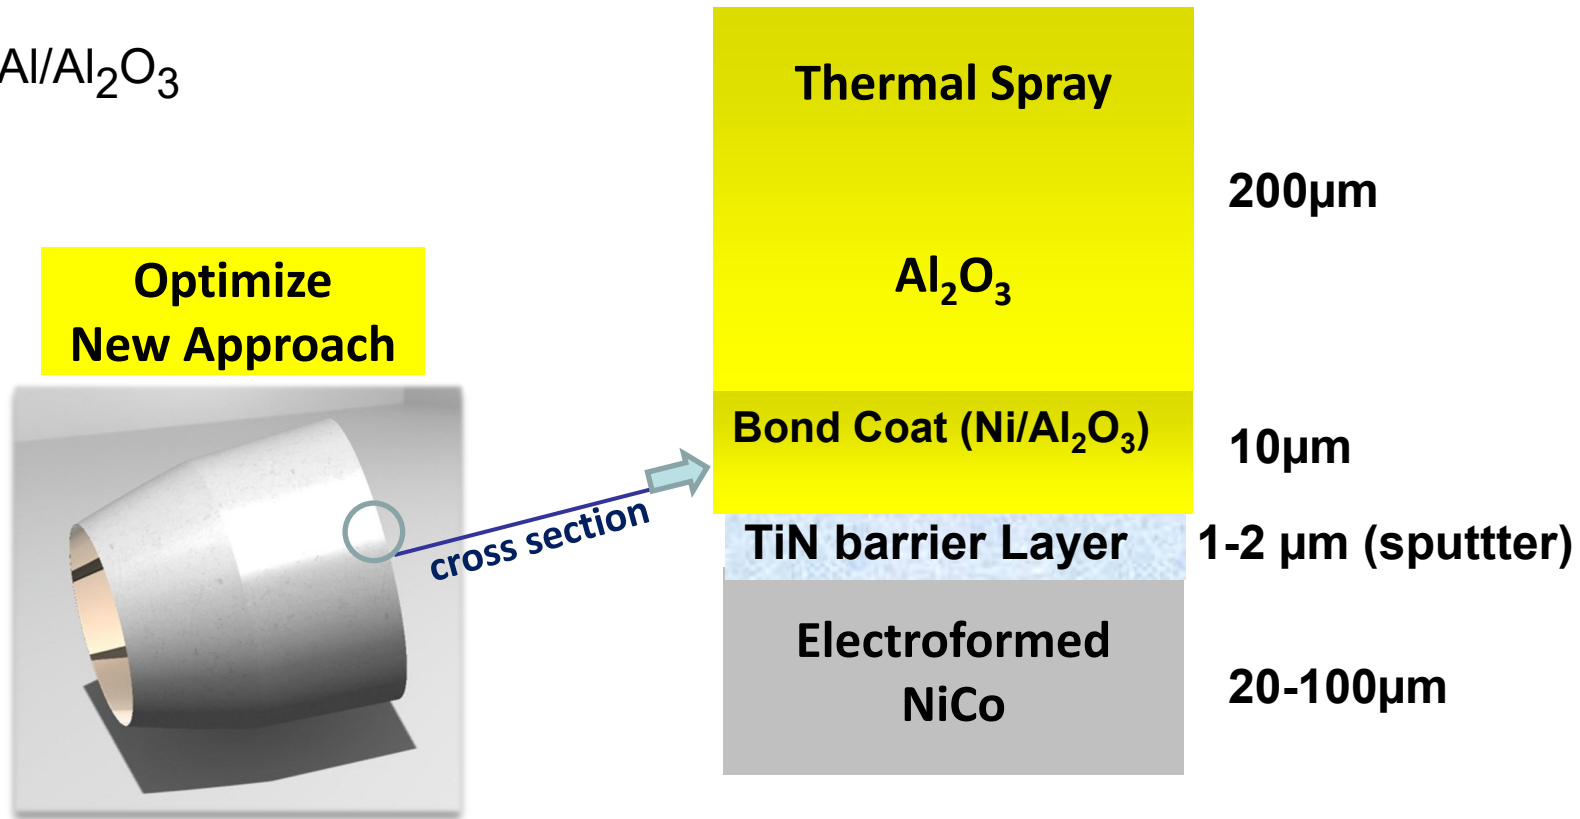 Al/Al₂O₃
Optimize
New Approach
cross section
Thermal Spray
Al₂O₃
200µm
Bond Coat (Ni/Al₂O₃)
10µm
TiN barrier Layer
1-2 µm (sputtter)
Electroformed
NiCo
20-100µm